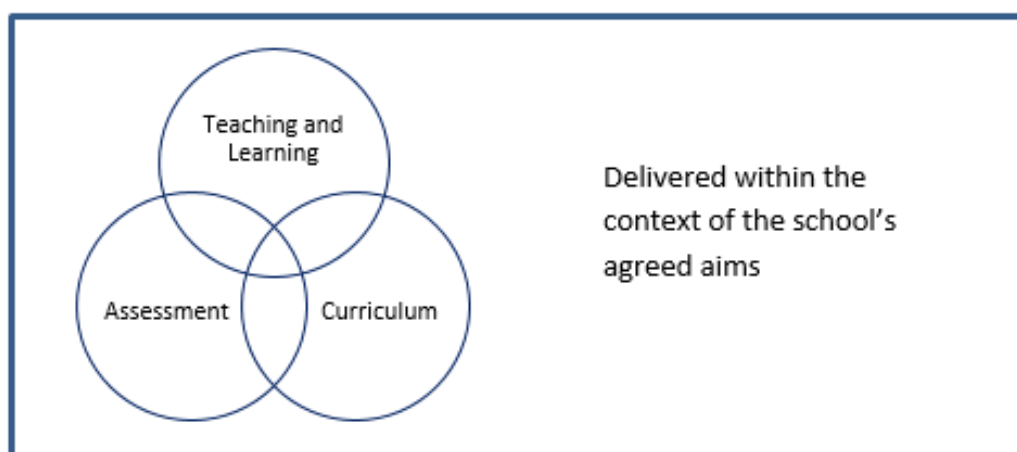 Teaching and
Learning
Assessment
Curriculum
Delivered within the
context of the school’s
agreed aims